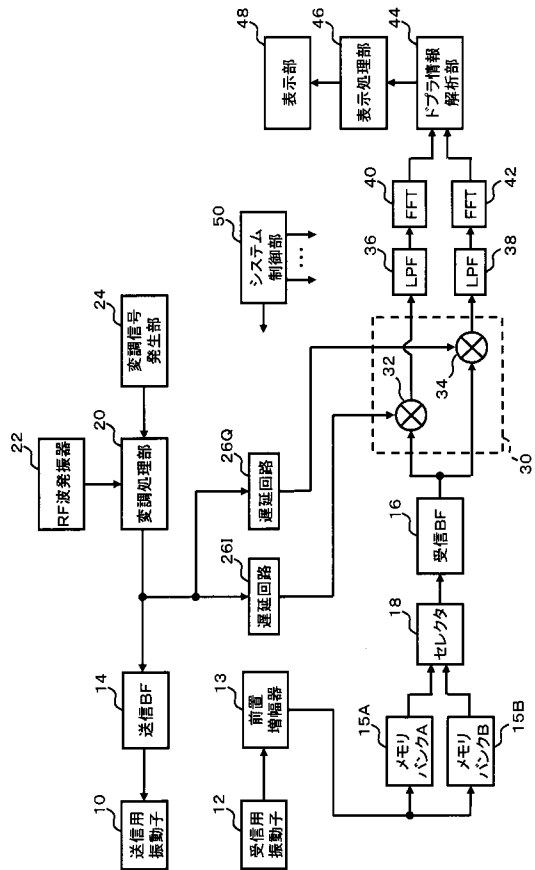 10
送信用
振動子
14
送信BF
22
RF波発振器
20
変調処理部
24
変調信号
発生部
12
受信用
振動子
13
前置
増幅器
26I
遅延回路
26Q
遅延回路
50
システム
制御部
...
48
表示部
46
表示処理部
44
ドプラ情報
解析部
15A
メモリ
バンクA
15B
メモリ
バンクB
18
セレクタ
16
受信BF
30
32
34
36
LPF
38
LPF
40
FFT
42
FFT